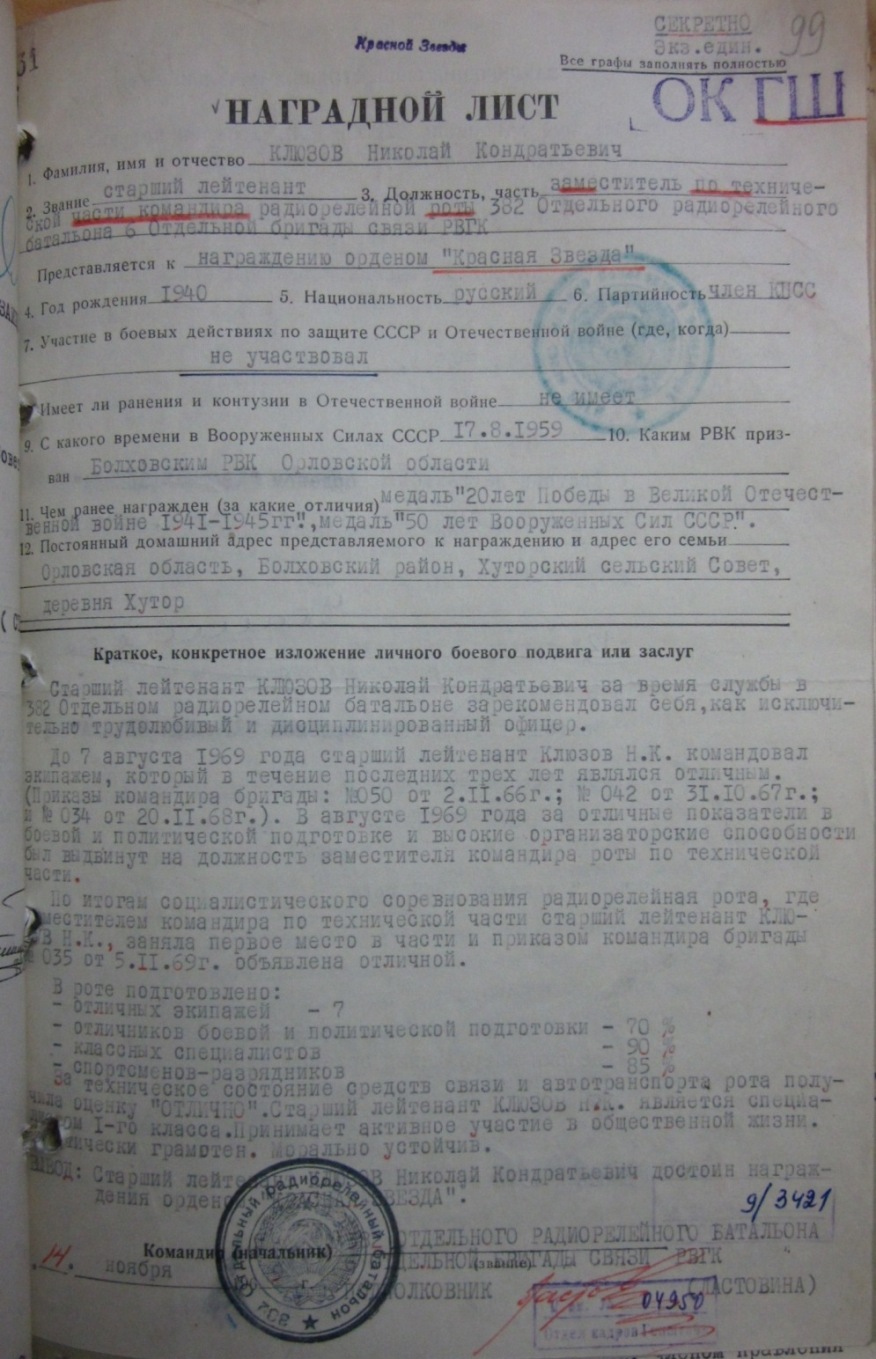 31
Красной Звезды
СЕКРЕТНО
Экз.един.
99
Все графы заполнять полностью
НАГРАДНОЙ ЛИСТ
ОК ГШ
1. Фамилия, имя и отчество КЛЮЗОВ Николай Кондратьевич
2. Звание старший лейтенант 3. Должность, часть заместитель по техниче-
ской части командира радиорелейной роты 382 Отдельного радиорелейного
батальона 6 Отдельной бригады связи РВГК
Представляется к награждению орденом "Красная Звезда"
4. Год рождения 1940 5. Национальность русский 6. Партийность член КПСС
7. Участие в боевых действиях по защите СССР и Отечественной войне (где, когда)
не участвовал
Имеет ли ранения и контузии в Отечественной войне не имеет
9. С какого времени в Вооруженных Силах СССР 17.8.1959 10. Каким РВК приз-
ван Болховским РВК Орловской области
11. Чем ранее награжден (за какие отличия) медаль"20лет Победы в Великой Отечест-
венной войне 1941-1945гг", медаль"50 лет Вооруженных Сил СССР".
12. Постоянный домашний адрес представляемого к награждению и адрес его семьи
Орловская область, Болховский район, Хуторский сельский Совет,
деревня Хутор
Краткое, конкретное изложение личного боевого подвига или заслуг
Старший лейтенант КЛЮЗОВ Николай Кондратьевич за время службы в
382 Отдельном радиорелейном батальоне зарекомендовал себя,как исключи-
тельно трудолюбивый и дисциплинированный офицер.
До 7 августа 1969 года старший лейтенант Клюзов Н.К. командовал
экипажем, который в течение последних трех лет являлся отличным.
(Приказы командира бригады: №050 от 2.II.66г.; № 042 от 31.10.67г.;
и № 034 от 20.II.68г.). В августе 1969 года за отличные показатели в
боевой и политической подготовке и высокие организаторские способности
был выдвинут на должность заместителя командира роты по технической
части.
По итогам социалистического соревнования радиорелейная рота, где
заместителем командира по технической части старший лейтенант КЛЮ-
ЗОВ Н.К., заняла первое место в части и приказом командира бригады
№ 035 от 5.II.69г. объявлена отличной.
В роте подготовлено:
- отличных экипажей - 7
- отличников боевой и политической подготовки - 70 %
- классных специалистов - 90 %
- спортсменов-разрядников - 85 %
За техническое состояние средств связи и автотранспорта рота полу-
чила оценку "ОТЛИЧНО".Старший лейтенант КЛЮЗОВ Н.К. является специа-
листом I-го класса.Принимает активное участие в общественной жизни.
Политически грамотен. Морально устойчив.
ВЫВОД: Старший лейтенант КЛЮЗОВ Николай Кондратьевич достоин награж-
дения орденом "КРАСНАЯ ЗВЕЗДА".
9/3421
ОТДЕЛЬНОГО РАДИОРЕЛЕЙНОГО БАТАЛЬОНА
Командир (начальник) ОТДЕЛЬНОЙ БРИГАДЫ СВЯЗИ РВГК
(звание)
14 ноября ПОДПОЛКОВНИК (ЛАСТОВИНА)
04950
382 Отдельный радиорелейный батальон